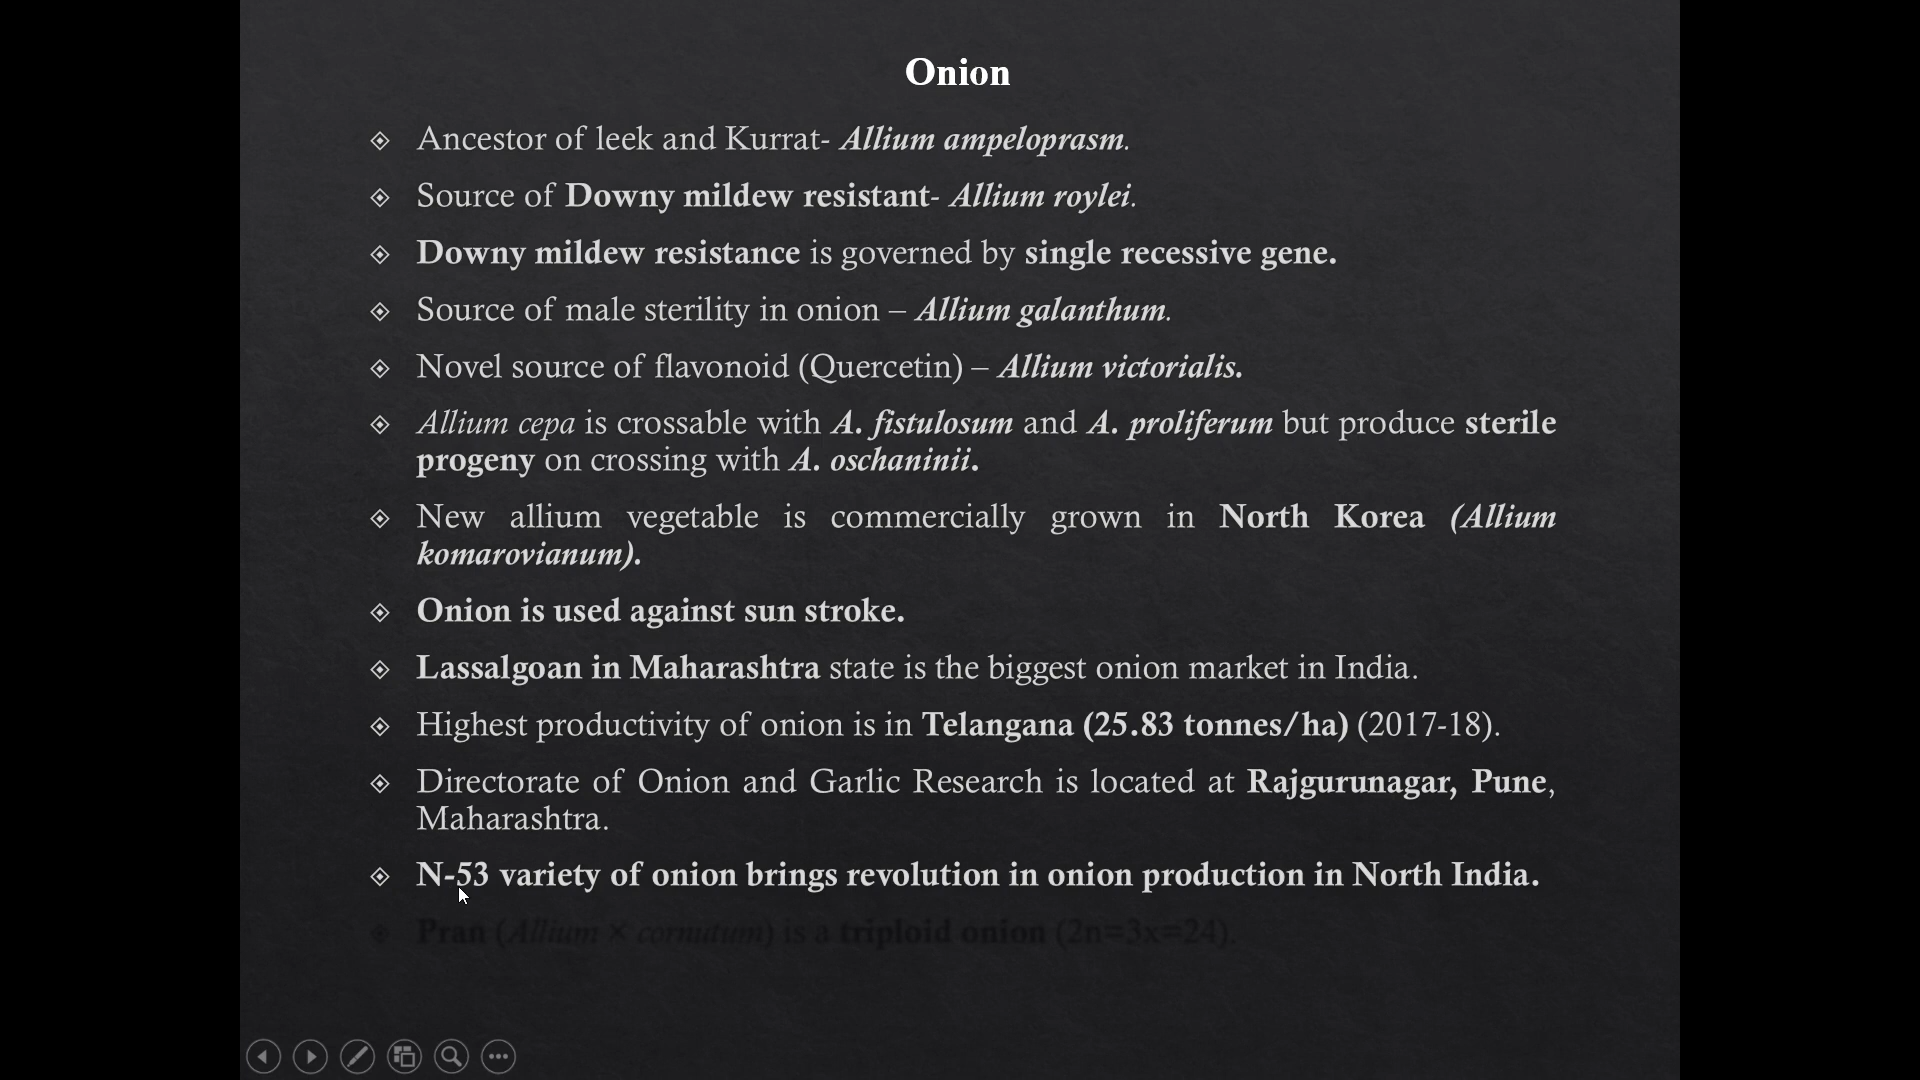 Onion
Ancestor of leek and Kurrat- Allium ampeloprasm.
Source of Downy mildew resistant- Allium roylei.
Downy mildew resistance is governed by single recessive gene.
Source of male sterility in onion – Allium galanthum.
Novel source of flavonoid (Quercetin) – Allium victorialis.
Allium cepa is crossable with A. fistulosum and A. proliferum but produce sterile
progeny on crossing with A. oschaninii.
New allium vegetable is commercially grown in North Korea (Allium
komarovianum).
Onion is used against sun stroke.
Lassalgoan in Maharashtra state is the biggest onion market in India.
Highest productivity of onion is in Telangana (25.83 tonnes/ha) (2017-18).
Directorate of Onion and Garlic Research is located at Rajgurunagar, Pune,
Maharashtra.
N-53 variety of onion brings revolution in onion production in North India.
Pran (Allium × cornutum) is a triploid onion (2n=3x=24).